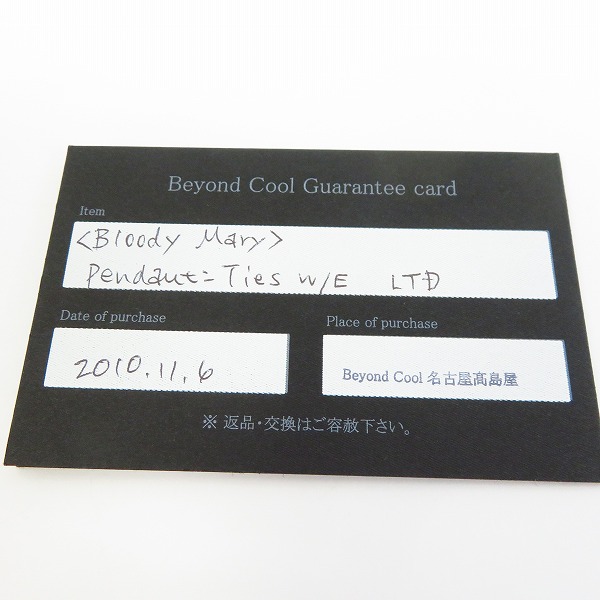 Beyond Cool Guarantee card
Item
<Bloody Mary>
Pendant= Ties w/E LTD
Date of purchase
Place of purchase
2010.11.6
Beyond Cool 名古屋髙島屋
※ 返品・交換はご容赦下さい。